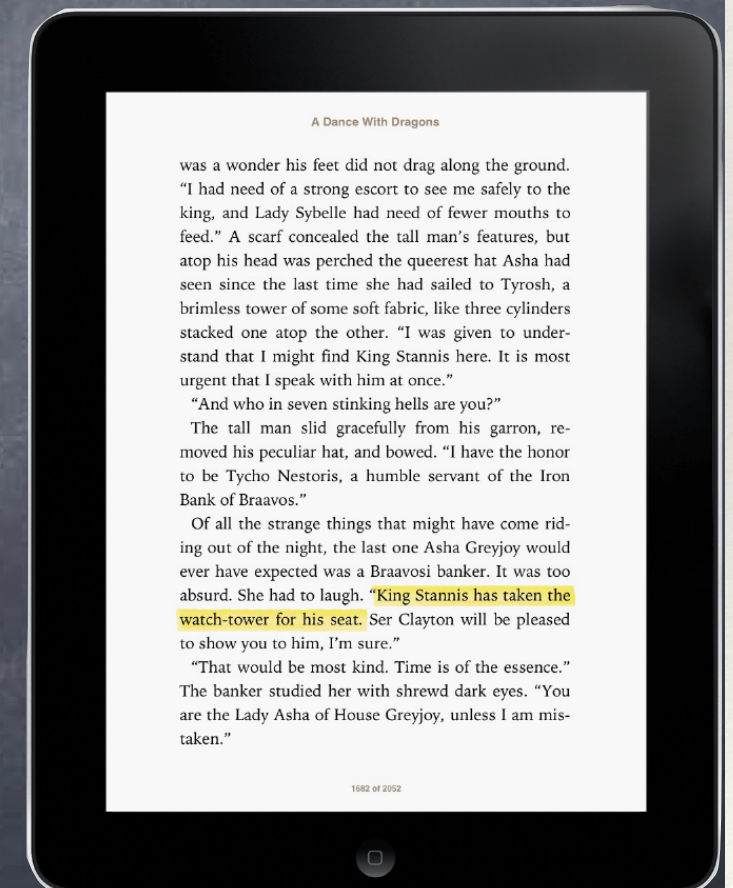 A Dance With Dragons
was a wonder his feet did not drag along the ground.
“I had need of a strong escort to see me safely to the
king, and Lady Sybelle had need of fewer mouths to
feed.” A scarf concealed the tall man’s features, but
atop his head was perched the queerest hat Asha had
seen since the last time she had sailed to Tyrosh, a
brimless tower of some soft fabric, like three cylinders
stacked one atop the other. “I was given to under-
stand that I might find King Stannis here. It is most
urgent that I speak with him at once.”
“And who in seven stinking hells are you?”
The tall man slid gracefully from his garron, re-
moved his peculiar hat, and bowed. “I have the honor
to be Tycho Nestoris, a humble servant of the Iron
Bank of Braavos.”
Of all the strange things that might have come rid-
ing out of the night, the last one Asha Greyjoy would
ever have expected was a Braavosi banker. It was too
absurd. She had to laugh. “King Stannis has taken the
watch-tower for his seat. Ser Clayton will be pleased
to show you to him, I’m sure.”
“That would be most kind. Time is of the essence.”
The banker studied her with shrewd dark eyes. “You
are the Lady Asha of House Greyjoy, unless I am mis-
taken.”
1682 of 2052